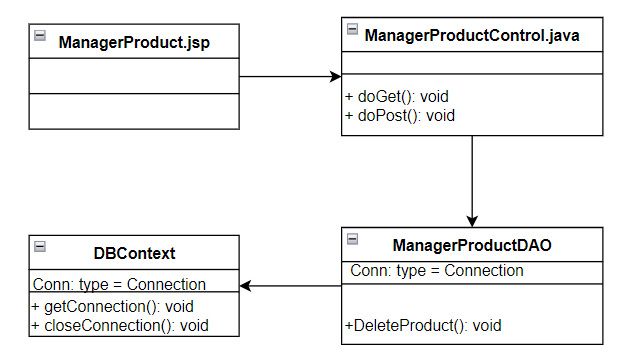 ManagerProduct.jsp
ManagerProductControl.java
+ doGet(): void
+ doPost(): void
DBContext
Conn: type = Connection
+ getConnection(): void
+ closeConnection(): void
ManagerProductDAO
Conn: type = Connection
+DeleteProduct(): void